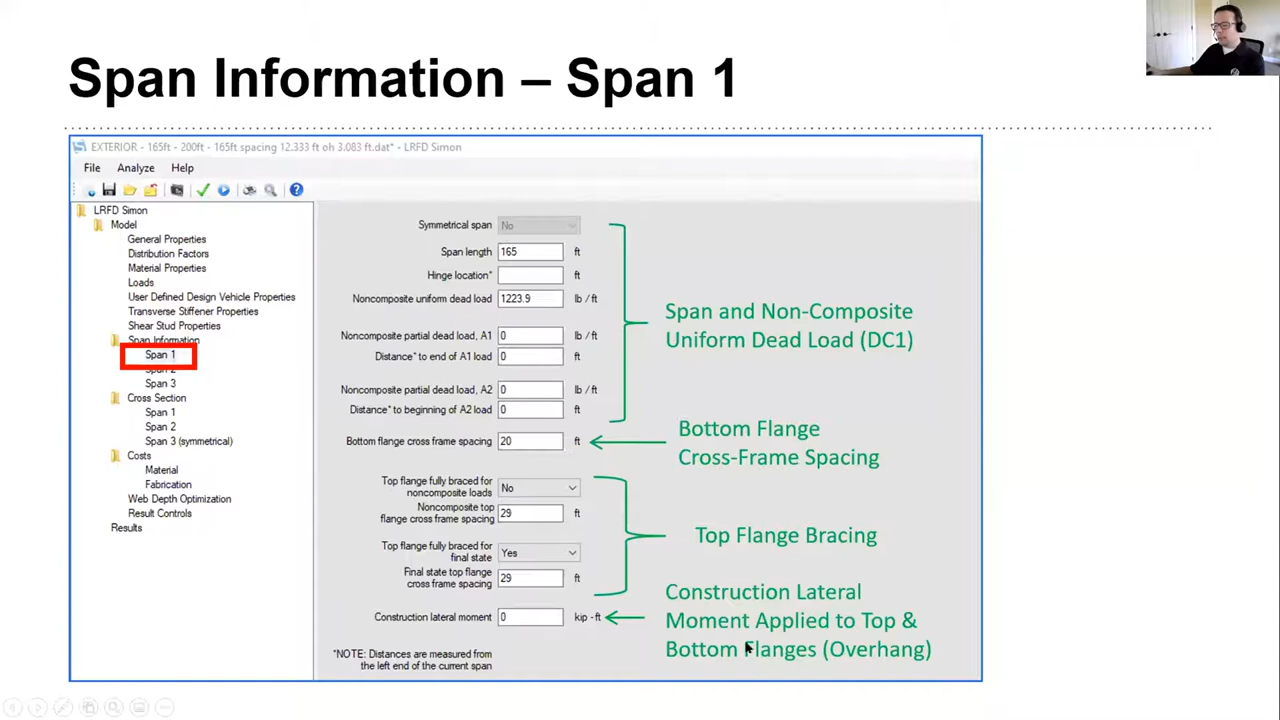 Span Information – Span 1
EXTERIOR - 165ft - 200ft - 165ft spacing 12.333 ft oh 3.083 ft.dat* - LRFD Simon
File Analyze Help
LRFD Simon
Model
General Properties
Distribution Factors
Material Properties
Loads
User Defined Design Vehicle Properties
Transverse Stiffener Properties
Shear Stud Properties
Span Information
Span 1
Span 2
Span 3
Cross Section
Span 1
Span 2
Span 3 (symmetrical)
Costs
Material
Fabrication
Web Depth Optimization
Result Controls
Results
Symmetrical span No
Span length 165 ft
Hinge location* ft
Noncomposite uniform dead load 1223.9 lb / ft
Noncomposite partial dead load, A1 0 lb / ft
Distance* to end of A1 load 0 ft
Noncomposite partial dead load, A2 0 lb / ft
Distance* to beginning of A2 load 0 ft
Bottom flange cross frame spacing 20 ft
Top flange fully braced for
noncomposite loads No
Noncomposite top
flange cross frame spacing 29 ft
Top flange fully braced for
final state Yes
Final state top flange
cross frame spacing 29 ft
Construction lateral moment 0 kip - ft
*NOTE: Distances are measured from
the left end of the current span
Span and Non-Composite
Uniform Dead Load (DC1)
Bottom Flange
Cross-Frame Spacing
Top Flange Bracing
Construction Lateral
Moment Applied to Top &
Bottom Flanges (Overhang)